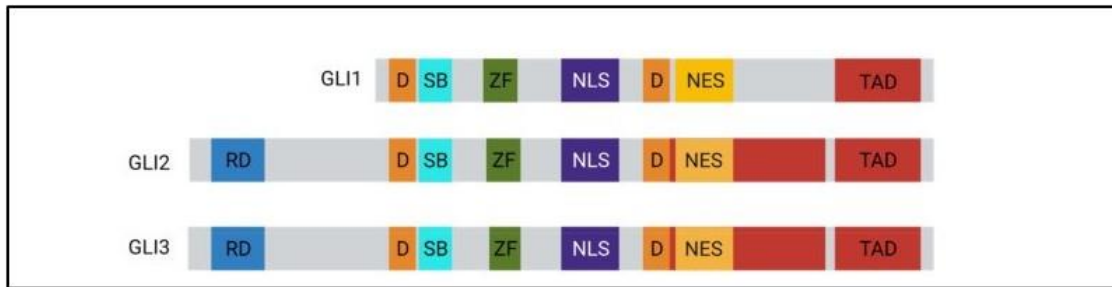 GLI1 D SB ZF NLS D NES TAD
GLI2 RD D SB ZF NLS D NES TAD
GLI3 RD D SB ZF NLS D NES TAD